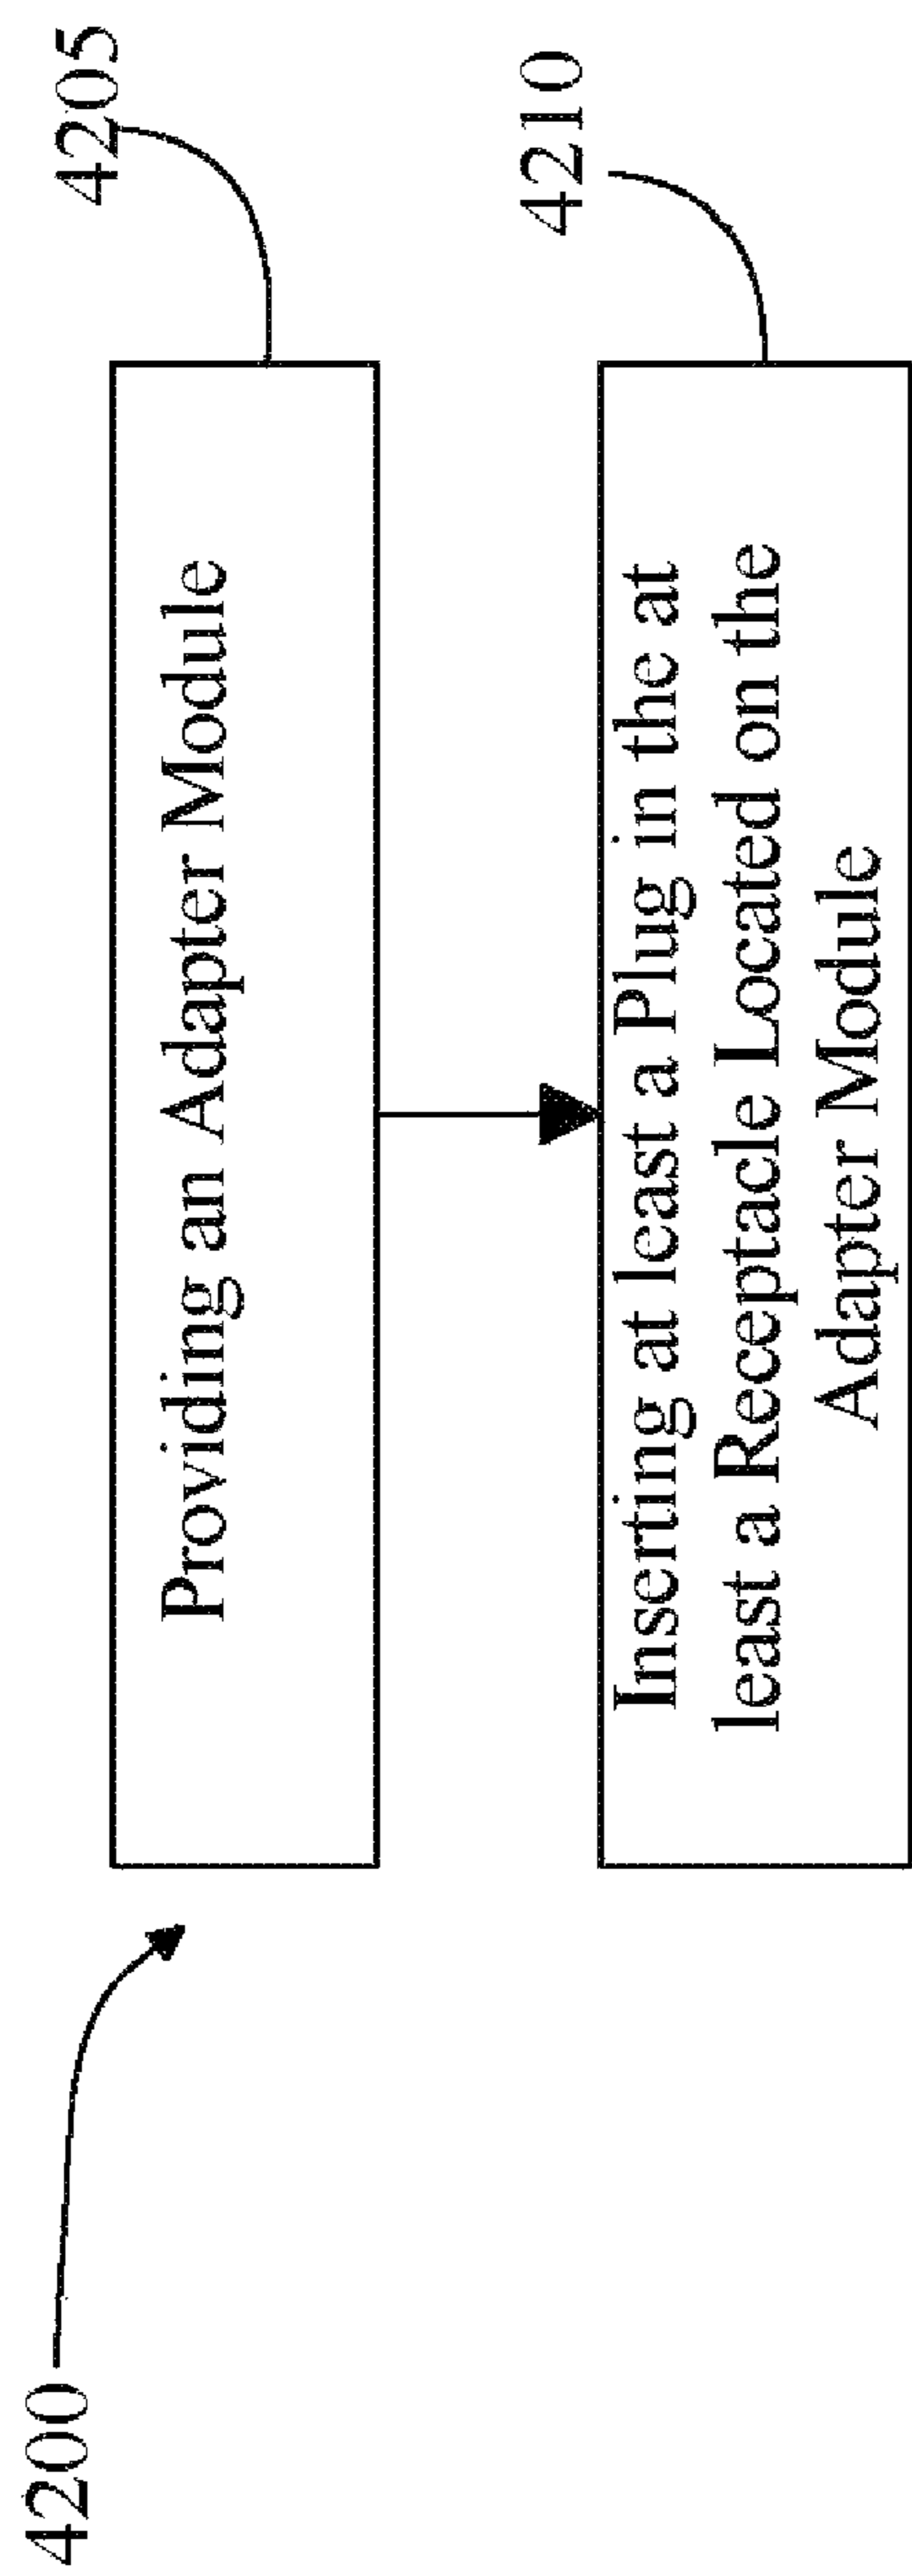 4200
4205
Providing an Adapter Module
4210
Inserting at least a Plug in the at
least a Receptacle Located on the
Adapter Module